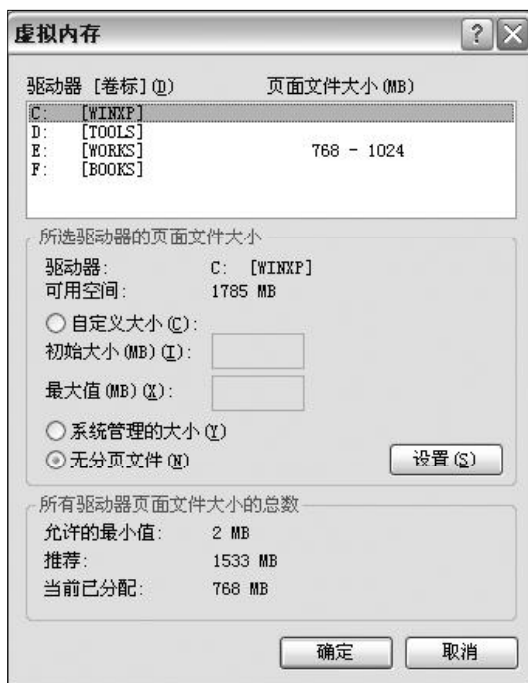 虚拟内存
驱动器 [卷标](D) 页面文件大小(MB)
C: [WINXP]
D: [TOOLS]
E: [WORKS] 768 - 1024
F: [BOOKS]
所选驱动器的页面文件大小
驱动器: C: [WINXP]
可用空间: 1785 MB
自定义大小(C):
初始大小(MB)(I):
最大值(MB)(X):
系统管理的大小(Y)
无分页文件(N) 设置(S)
所有驱动器页面文件大小的总数
允许的最小值: 2 MB
推荐: 1533 MB
当前已分配: 768 MB
确定 取消